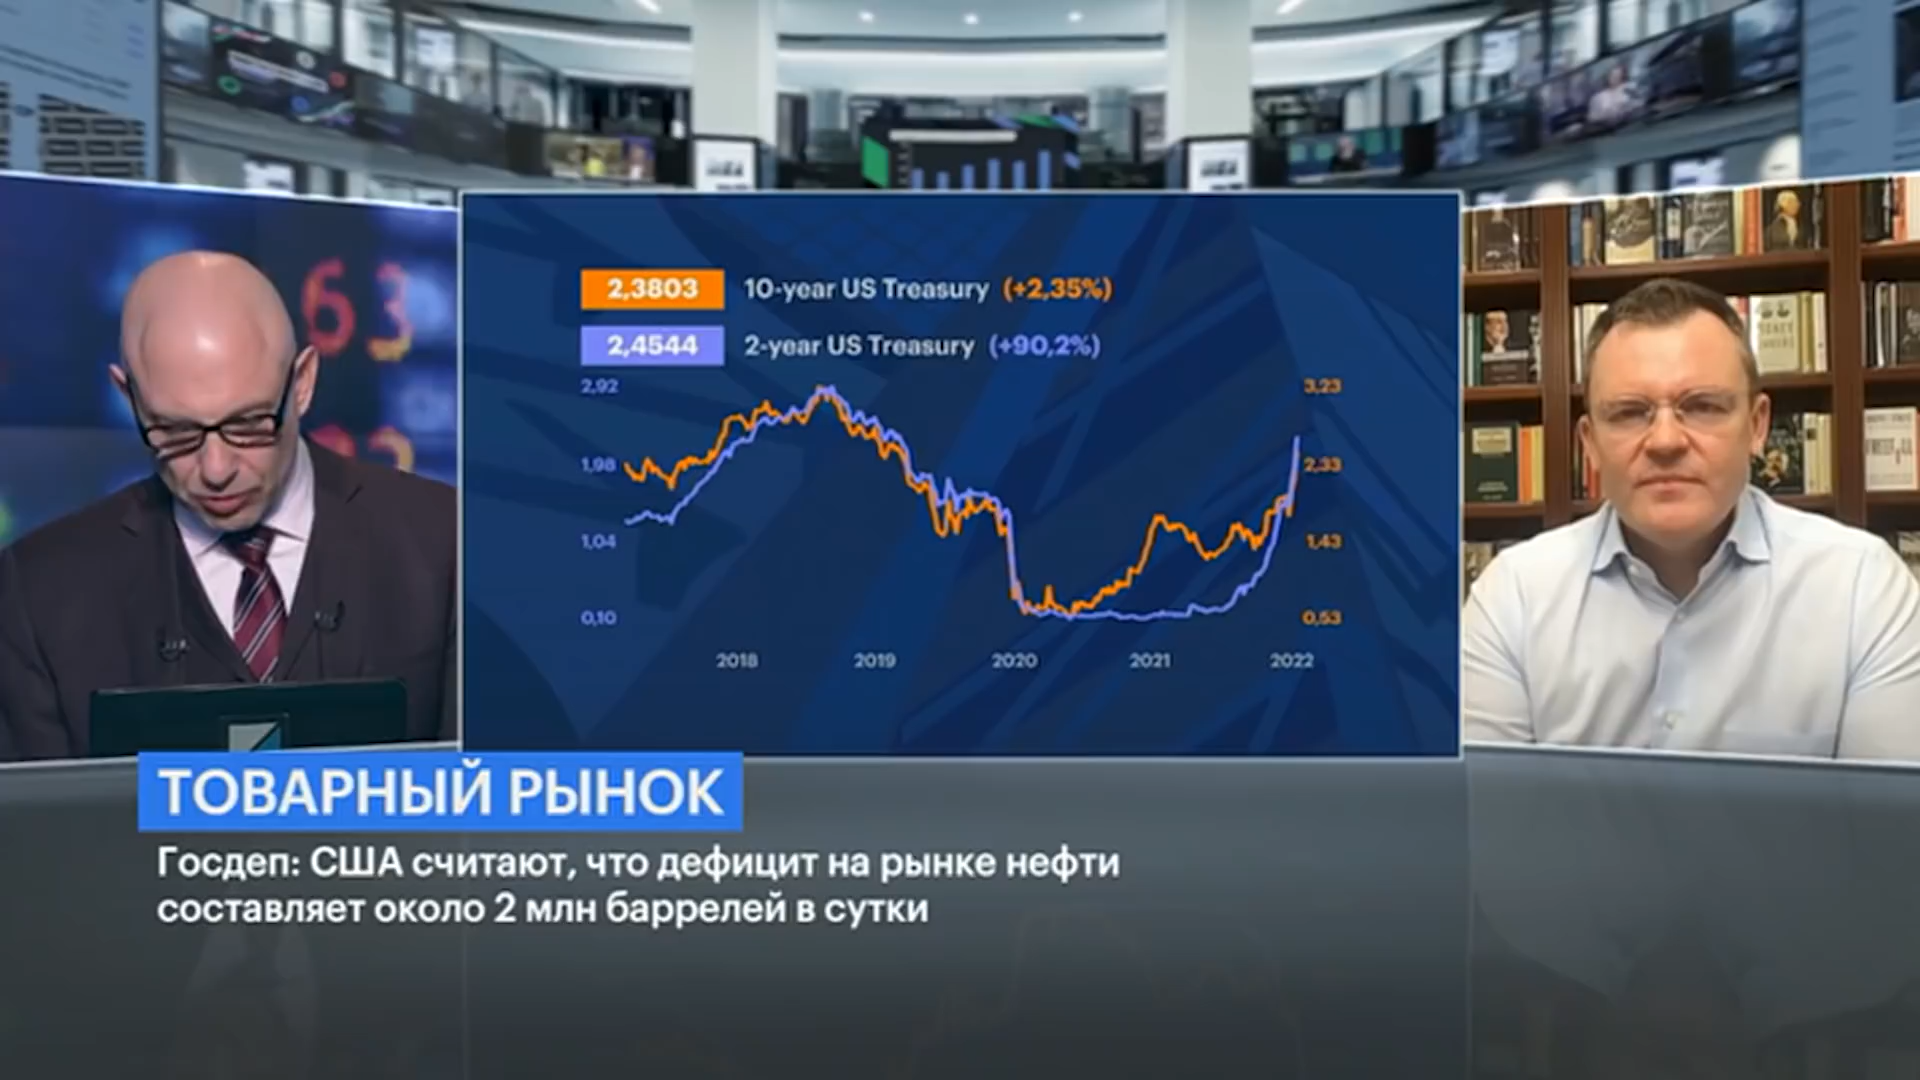 63
2,3803 10-year US Treasury (+2,35%)
2,4544 2-year US Treasury (+90,2%)
2,92 3,23
1,98 2,33
1,04 1,43
0,10 0,53
2018 2019 2020 2021 2022
ТОВАРНЫЙ РЫНОК
Госдеп: США считают, что дефицит на рынке нефти
составляет около 2 млн баррелей в сутки